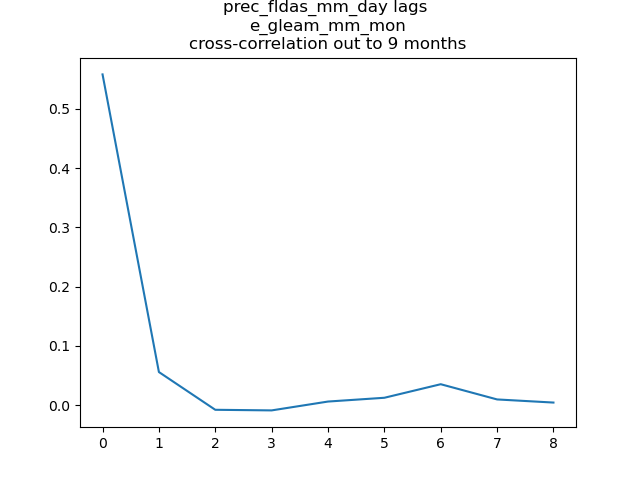 prec_fldas_mm_day lags
e_gleam_mm_mon
cross-correlation out to 9 months
0.5
0.4
0.3
0.2
0.1
0.0
0 1 2 3 4 5 6 7 8